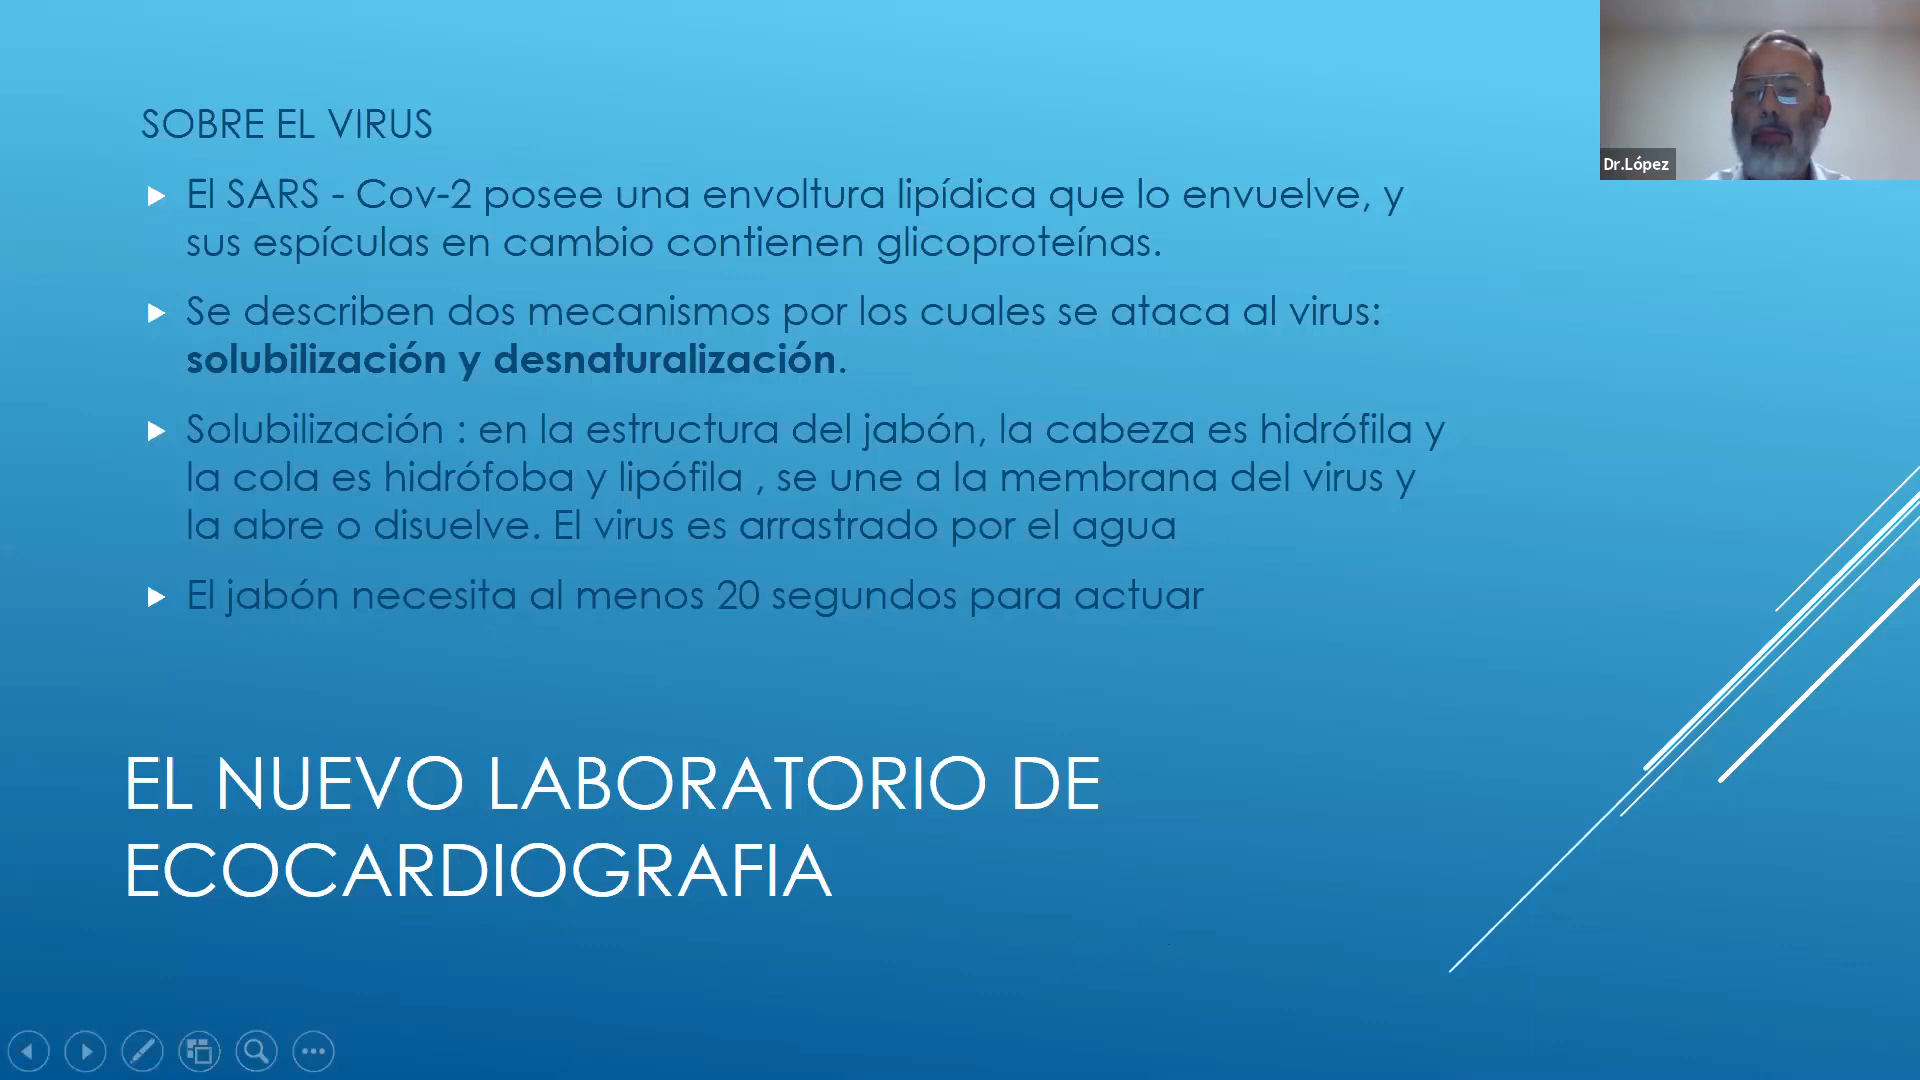 SOBRE EL VIRUS
El SARS - Cov-2 posee una envoltura lipídica que lo envuelve, y
sus espículas en cambio contienen glicoproteínas.
Se describen dos mecanismos por los cuales se ataca al virus:
solubilización y desnaturalización.
Solubilización : en la estructura del jabón, la cabeza es hidrófila y
la cola es hidrófoba y lipófila , se une a la membrana del virus y
la abre o disuelve. El virus es arrastrado por el agua
El jabón necesita al menos 20 segundos para actuar
EL NUEVO LABORATORIO DE
ECOCARDIOGRAFIA
Dr.López